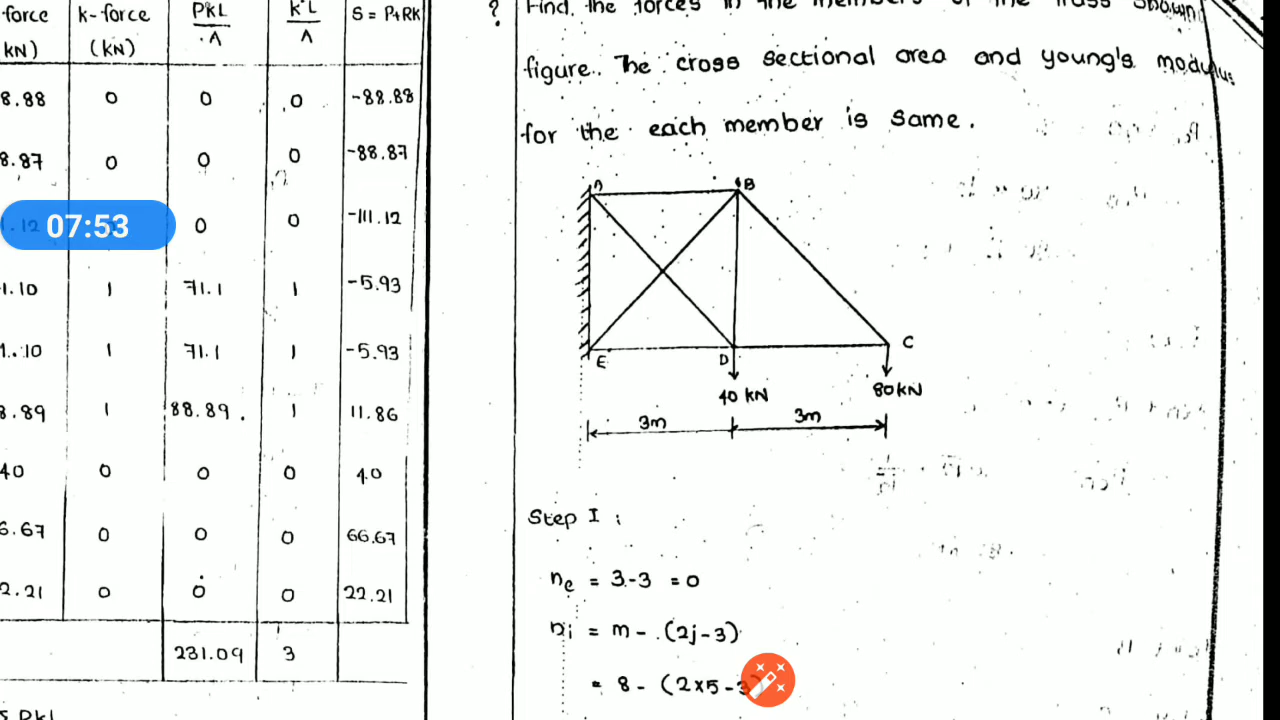 force
k-force
PkL
k²L
S = P+Rk
kN)
(kN)
A
A
8.88
0
0
0
-88.88
8.87
0
0
0
-88.87
07:53
.12
0
0
-111.12
1.10
1
71.1
1
-5.93
1.10
1
71.1
1
-5.93
3.89
1
88.89
1
11.86
40
0
0
0
40
6.67
0
0
0
66.67
2.21
0
0
0
22.21
231.09
3
? Find the forces in the members of the truss shown
figure. The cross sectional area and young's modulus
for the each member is same.
A
B
E
D
C
40 kN
80 kN
3m
3m
Step I :
ne = 3-3 = 0
ni = m - (2j-3)
= 8 - (2x5-3